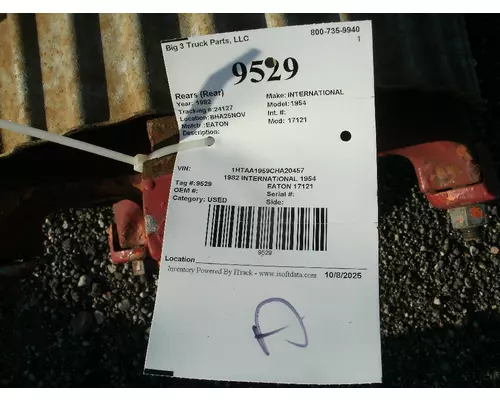 Big 3 Truck Parts, LLC 800-735-9940
1
9529
Rears (Rear)
Make: INTERNATIONAL
Year: 1982
Model: 1954
Tracking #:24127
Int. #:
Location:BHA25NOV
Mod: 17121
Mnfctr :EATON
Description:
VIN: 1HTAA1959CHA20457
1982 INTERNATIONAL 1954
Tag #:9529 EATON 17121
OEM #: Serial #:
Category: USED Side:
9529
Location
Inventory Powered By ITrack - www.isoftdata.com 10/8/2025
D